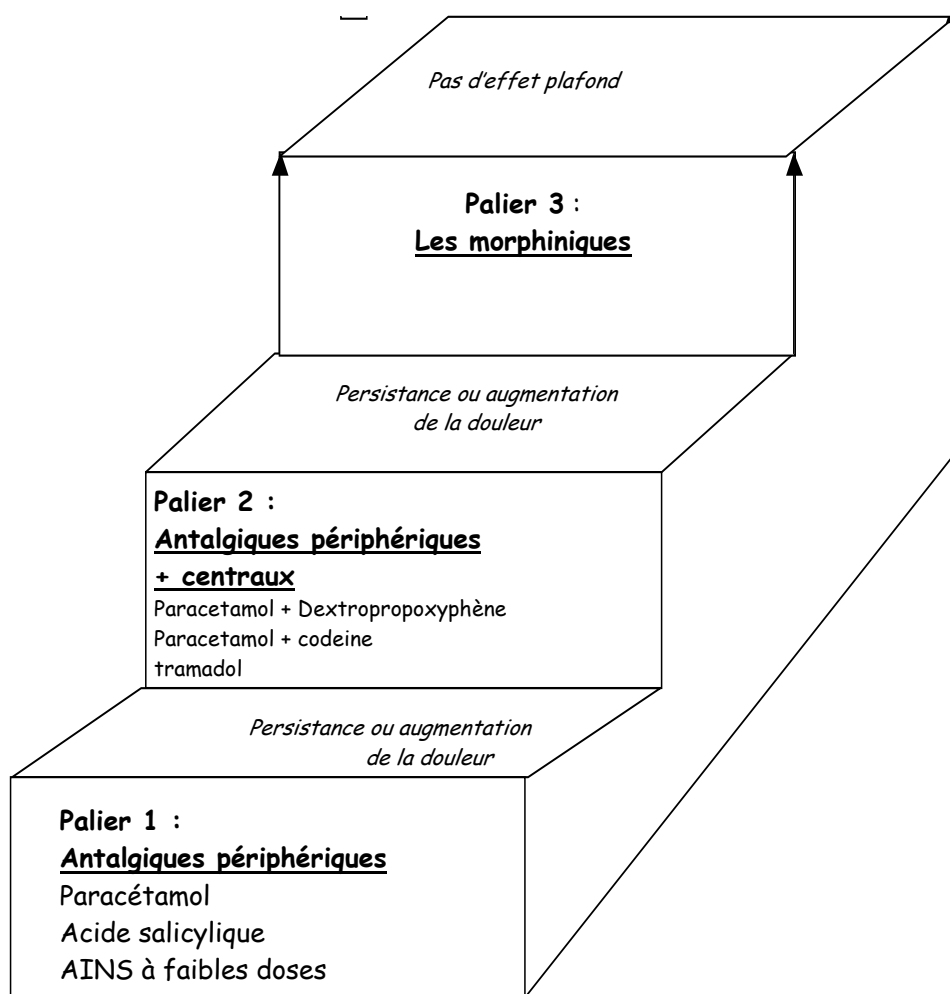 Pas d'effet plafond
Palier 3 :
Les morphiniques
Persistance ou augmentation
de la douleur
Palier 2 :
Antalgiques périphériques
+ centraux
Paracetamol + Dextropropoxyphène
Paracetamol + codeine
tramadol
Persistance ou augmentation
de la douleur
Palier 1 :
Antalgiques périphériques
Paracétamol
Acide salicylique
AINS à faibles doses